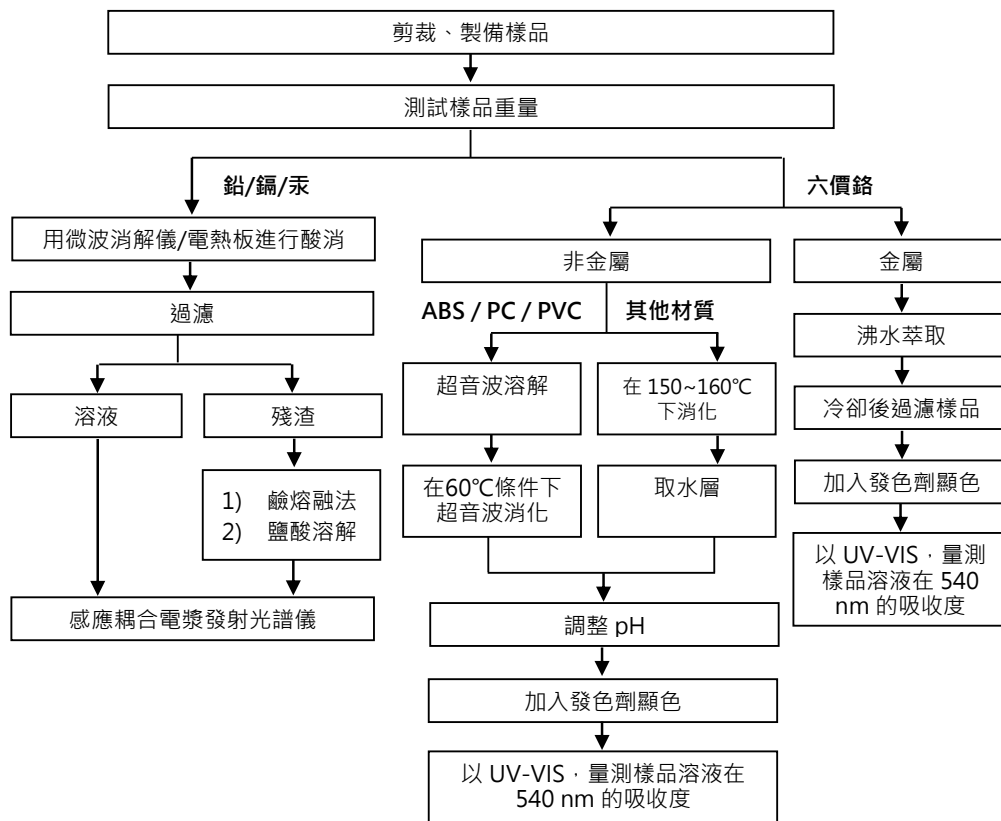 剪裁、製備樣品
測試樣品重量
鉛/鎘/汞
六價鉻
用微波消解儀/電熱板進行酸消
非金屬
金屬
過濾
ABS / PC / PVC
其他材質
沸水萃取
溶液
殘渣
超音波溶解
在 150~160℃
下消化
冷卻後過濾樣品
1) 鹼熔融法
2) 鹽酸溶解
在60℃條件下
超音波消化
取水層
加入發色劑顯色
以 UV-VIS，量測
樣品溶液在 540
nm 的吸收度
感應耦合電漿發射光譜儀
調整 pH
加入發色劑顯色
以 UV-VIS，量測樣品溶液在
540 nm 的吸收度